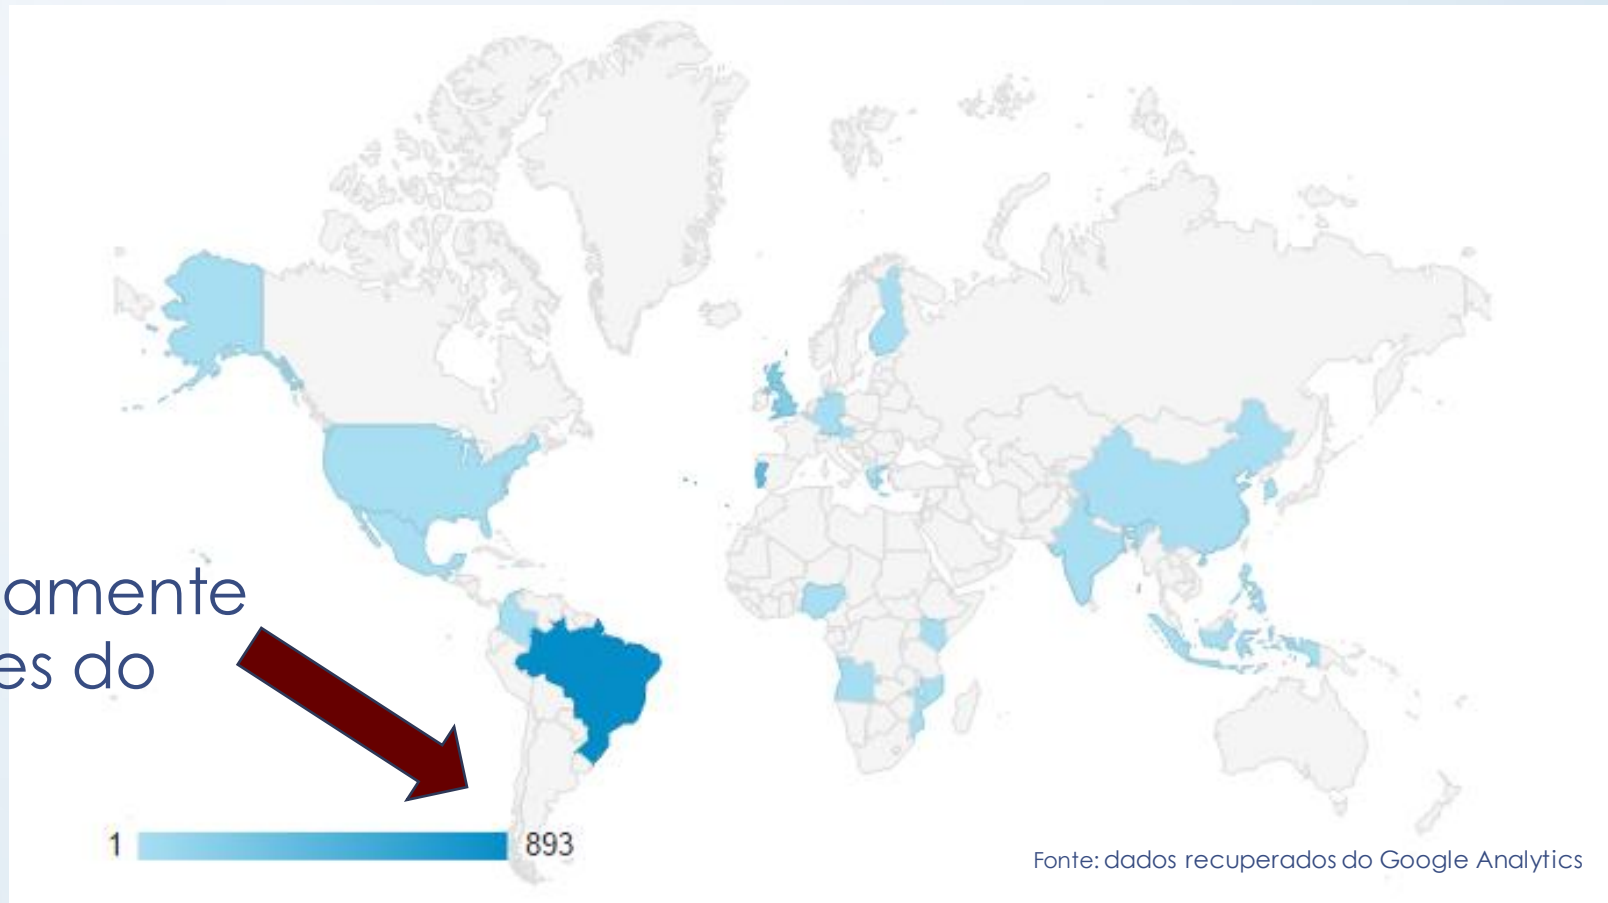 amente
es do
1
893
Fonte: dados recuperados do Google Analytics